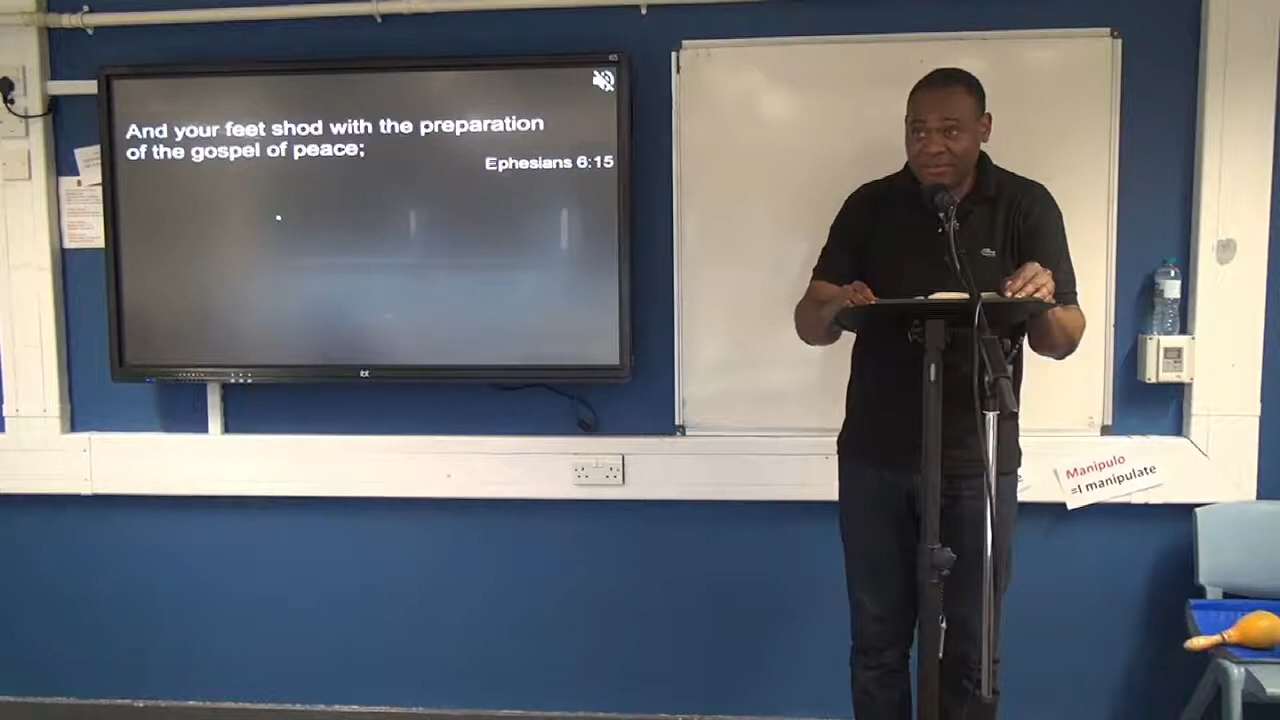 And your feet shod with the preparation
of the gospel of peace;
Ephesians 6:15
Manipulo
=I manipulate